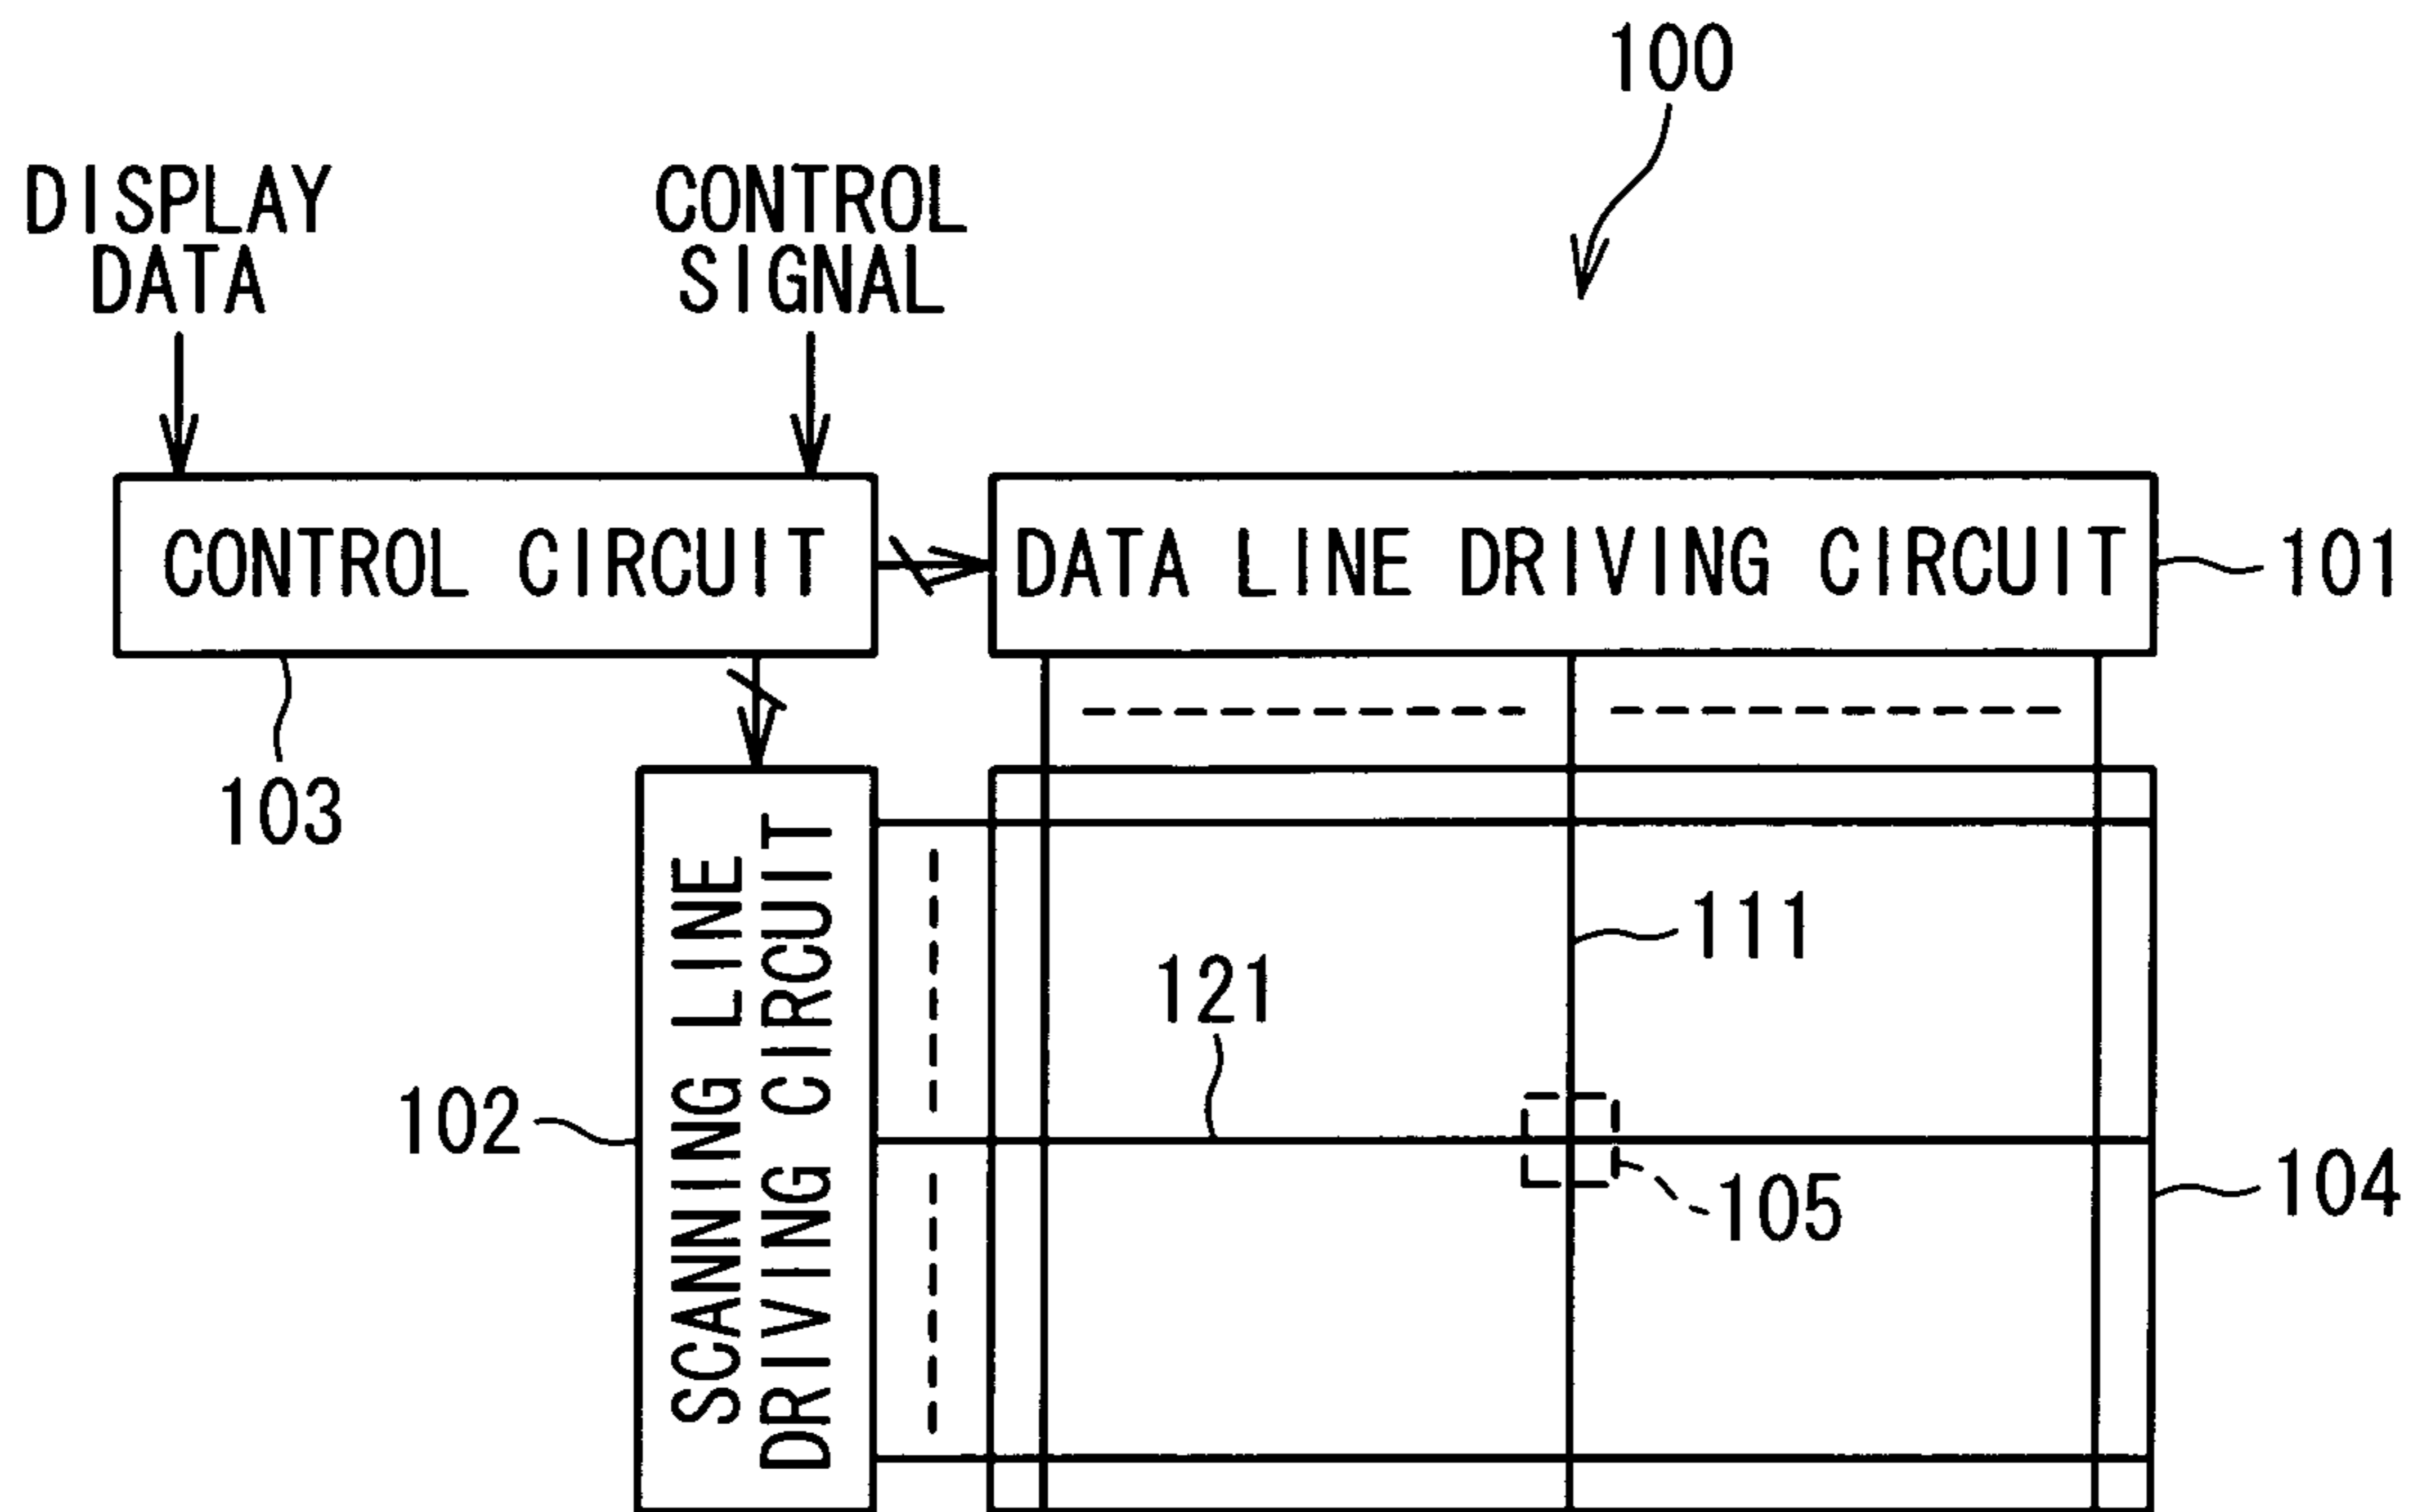 100
DISPLAY
DATA
CONTROL
SIGNAL
CONTROL CIRCUIT
DATA LINE DRIVING CIRCUIT
101
103
SCANNING LINE
DRIVING CIRCUIT
111
121
102
105
104